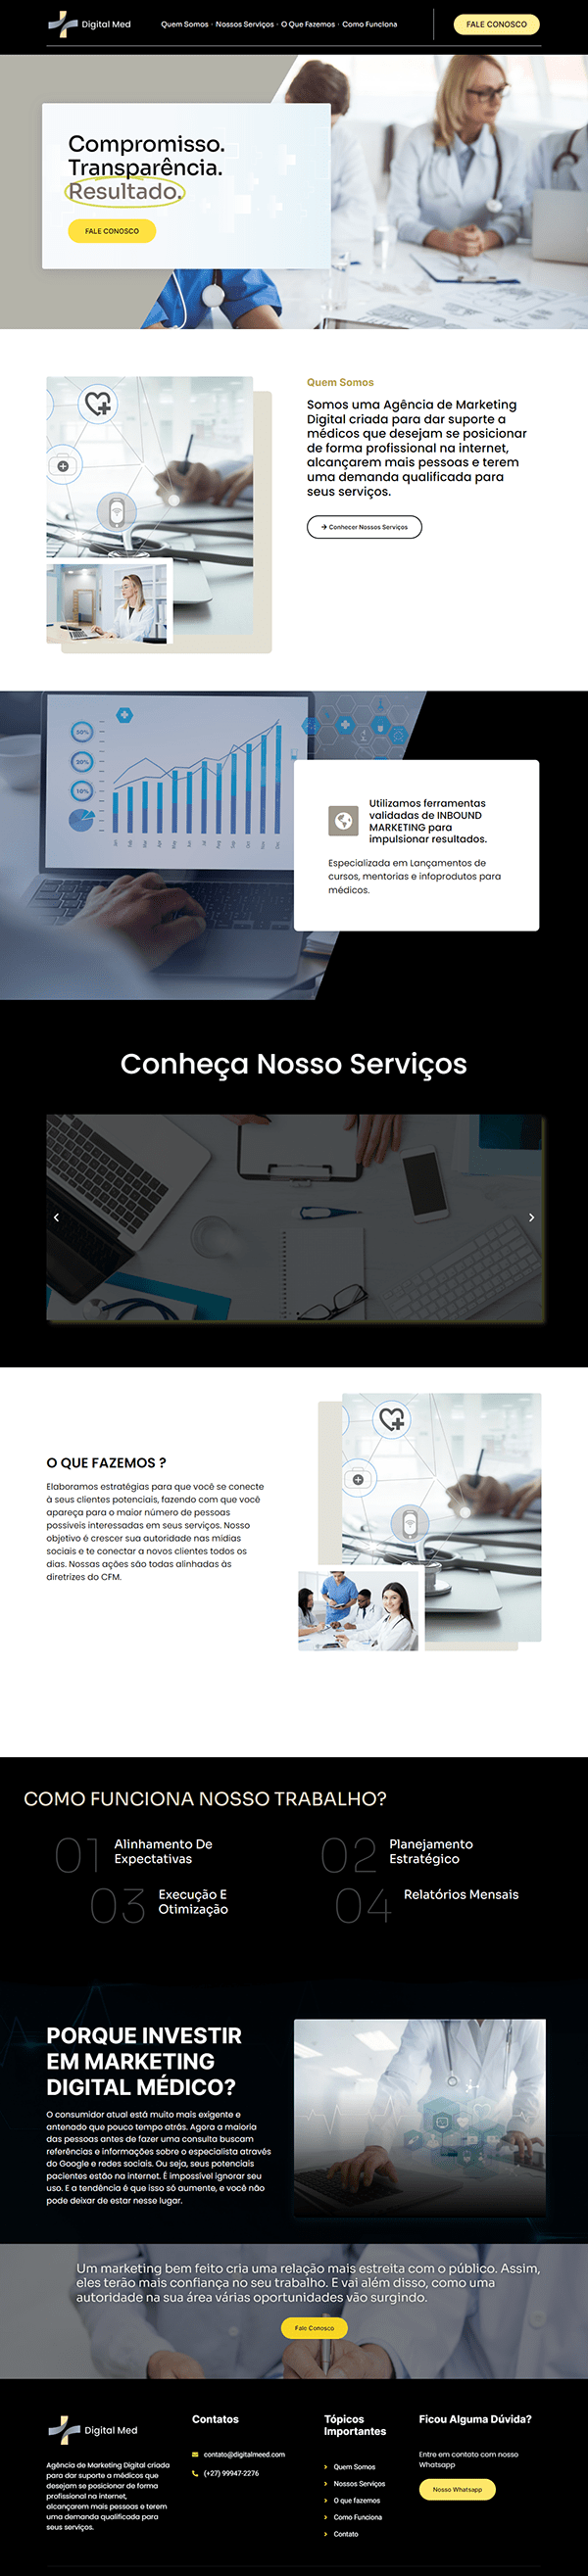 Digital Med
Quem Somos · Nossos Serviços · O Que Fazemos · Como Funciona
FALE CONOSCO
Compromisso.
Transparência.
Resultado.
FALE CONOSCO
Quem Somos
Somos uma Agência de Marketing
Digital criada para dar suporte a
médicos que desejam se posicionar
de forma profissional na internet,
alcançarem mais pessoas e terem
uma demanda qualificada para
seus serviços.
→ Conhecer Nossos Serviços
50%
20%
10%
Utilizamos ferramentas
validadas de INBOUND
MARKETING para
impulsionar resultados.
Especializada em Lançamentos de
cursos, mentorias e infoprodutos para
médicos.
Conheça Nosso Serviços
O QUE FAZEMOS ?
Elaboramos estratégias para que você se conecte
à seus clientes potenciais, fazendo com que você
apareça para o maior número de pessoas
possíveis interessadas em seus serviços. Nosso
objetivo é crescer sua autoridade nas mídias
sociais e te conectar a novos clientes todos os
dias. Nossas ações são todas alinhadas às
diretrizes do CFM.
COMO FUNCIONA NOSSO TRABALHO?
01 Alinhamento De
Expectativas
02 Planejamento
Estratégico
03 Execução E
Otimização
04 Relatórios Mensais
PORQUE INVESTIR
EM MARKETING
DIGITAL MÉDICO?
O consumidor atual está muito mais exigente e
antenado que pouco tempo atrás. Agora a maioria
das pessoas antes de fazer uma consulta buscam
referências e informações sobre o especialista através
do Google e redes sociais. Ou seja, seus potenciais
pacientes estão na internet. É impossível ignorar seu
uso. E a tendência é que isso só aumente, e você não
pode deixar de estar nesse lugar.
Um marketing bem feito cria uma relação mais estreita com o público. Assim,
eles terão mais confiança no seu trabalho. E vai além disso, como uma
autoridade na sua área várias oportunidades vão surgindo.
Fale Conosco
Digital Med
Agência de Marketing Digital criada
para dar suporte a médicos que
desejam se posicionar de forma
profissional na internet,
alcançarem mais pessoas e terem
uma demanda qualificada para
seus serviços.
Contatos
contato@digitalmeed.com
(+27) 99947-2276
Tópicos
Importantes
Quem Somos
Nossos Serviços
O que fazemos
Como Funciona
Contato
Ficou Alguma Dúvida?
Entre em contato com nosso
Whatsapp
Nosso Whatsapp